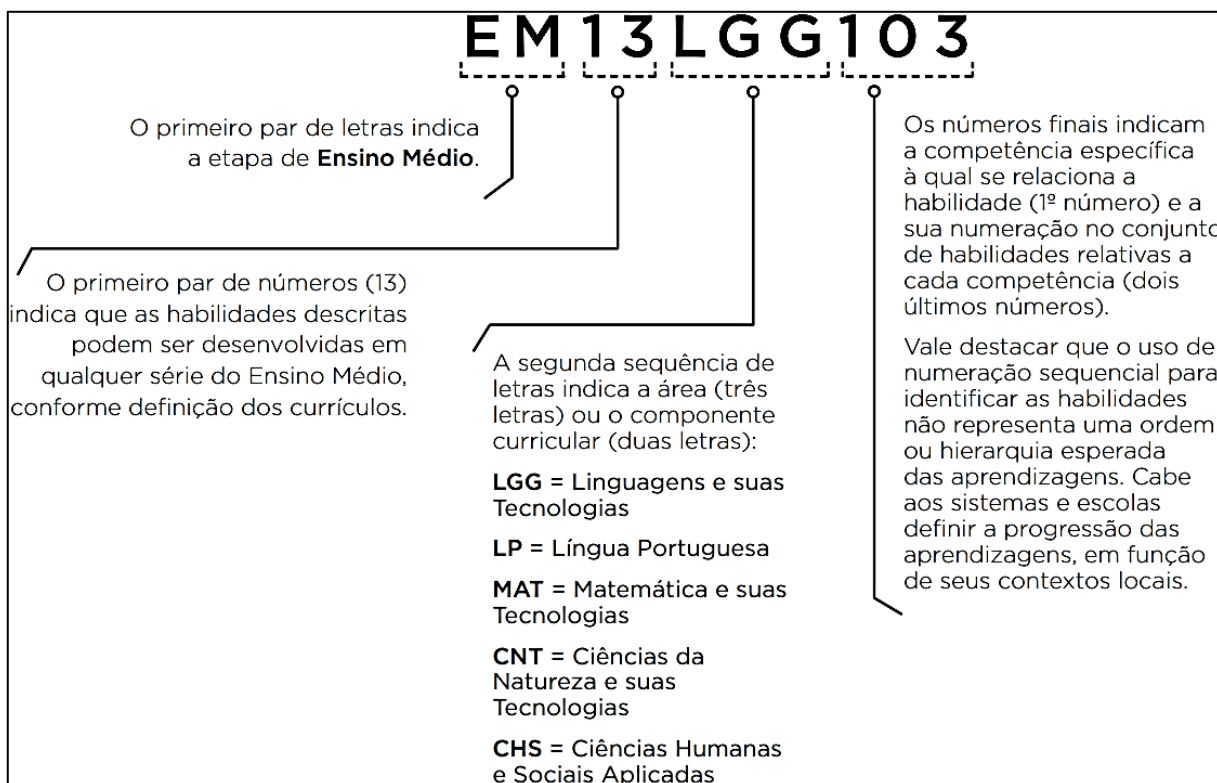 EM13LGG103
O primeiro par de letras indica
a etapa de Ensino Médio.
O primeiro par de números (13)
indica que as habilidades descritas
podem ser desenvolvidas em
qualquer série do Ensino Médio,
conforme definição dos currículos.
A segunda sequência de
letras indica a área (três
letras) ou o componente
curricular (duas letras):
LGG = Linguagens e suas
Tecnologias
LP = Língua Portuguesa
MAT = Matemática e suas
Tecnologias
CNT = Ciências da
Natureza e suas
Tecnologias
CHS = Ciências Humanas
e Sociais Aplicadas
Os números finais indicam
a competência específica
à qual se relaciona a
habilidade (1º número) e a
sua numeração no conjunto
de habilidades relativas a
cada competência (dois
últimos números).
Vale destacar que o uso de
numeração sequencial para
identificar as habilidades
não representa uma ordem
ou hierarquia esperada
das aprendizagens. Cabe
aos sistemas e escolas
definir a progressão das
aprendizagens, em função
de seus contextos locais.